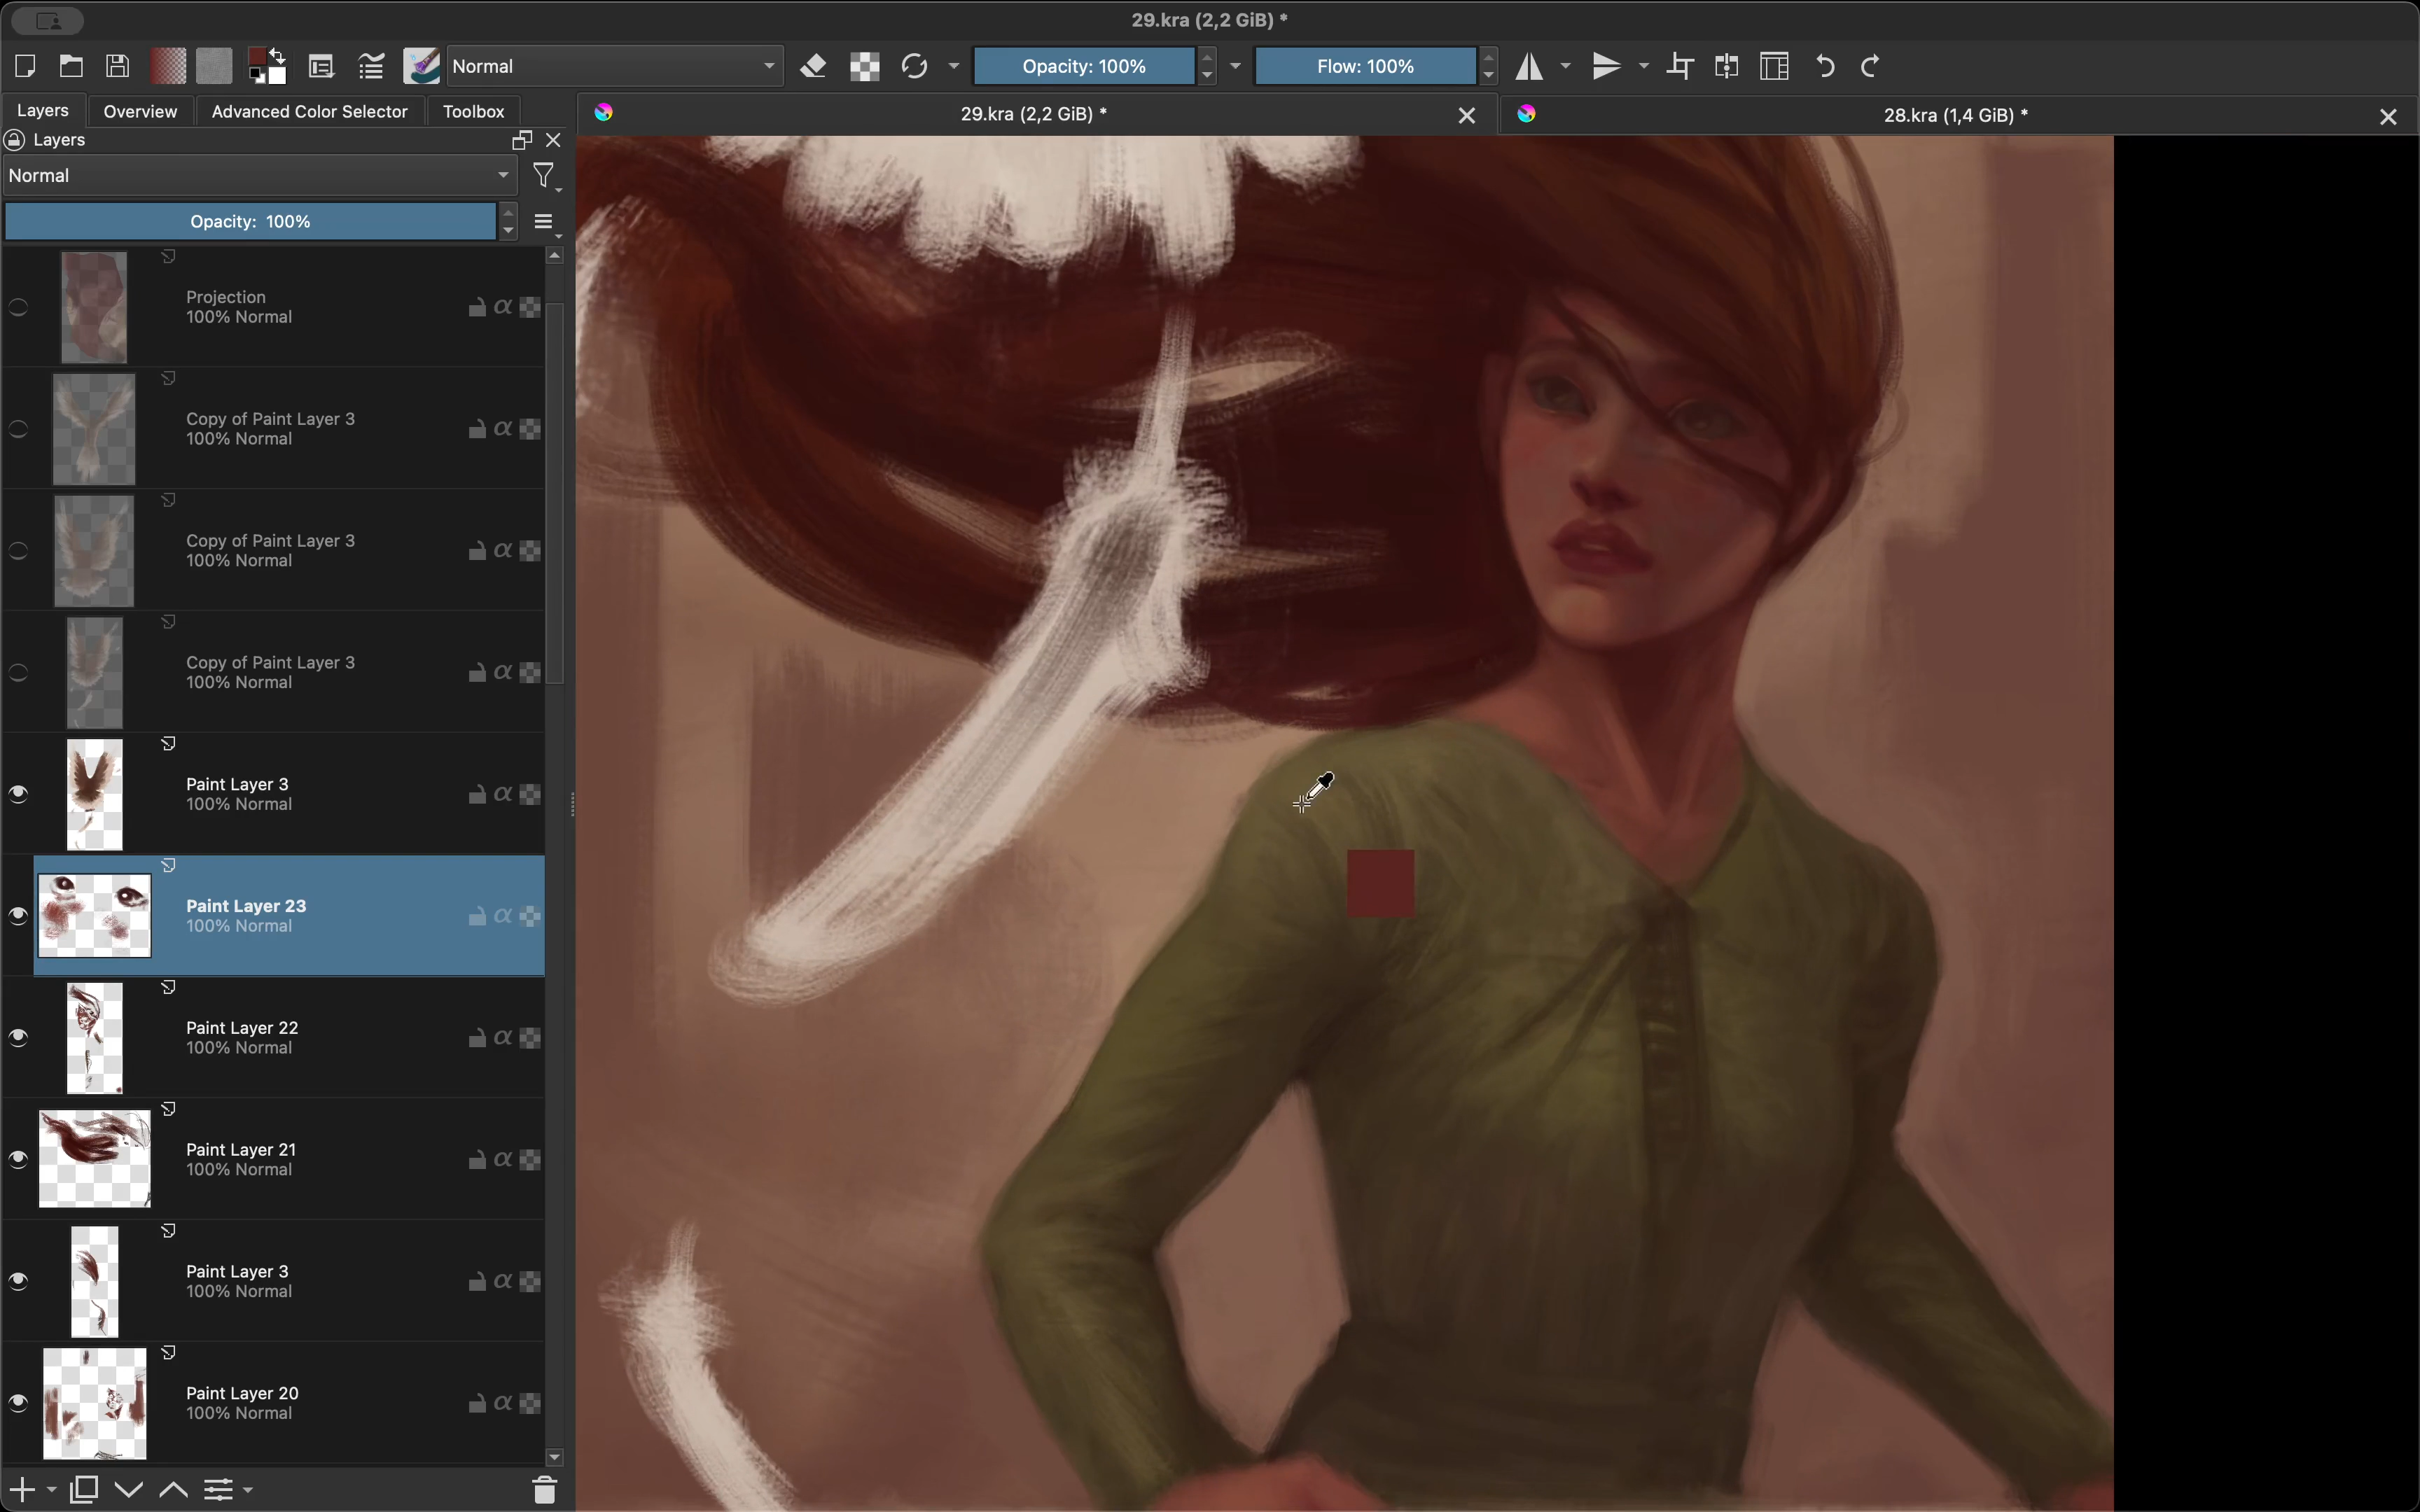 29.kra (2,2 GiB) *
Normal
Opacity: 100%
Flow: 100%
Layers
Overview
Advanced Color Selector
Toolbox
29.kra (2,2 GiB) *
28.kra (1,4 GiB) *
Layers
Normal
Opacity: 100%
Projection
100% Normal
α
Copy of Paint Layer 3
100% Normal
α
Copy of Paint Layer 3
100% Normal
α
Copy of Paint Layer 3
100% Normal
α
Paint Layer 3
100% Normal
α
Paint Layer 23
100% Normal
α
Paint Layer 22
100% Normal
α
Paint Layer 21
100% Normal
α
Paint Layer 3
100% Normal
α
Paint Layer 20
100% Normal
α